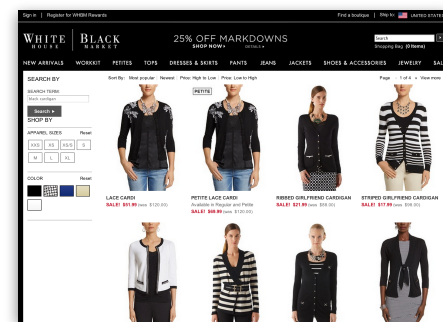 Sign in | Register for WHBM Rewards
Find a boutique | Ship to: UNITED STATES
WHITE | BLACK
HOUSE | MARKET
25% OFF MARKDOWNS
SHOP NOW▸ DETAILS ▸
Search
Shopping Bag (0 Items)
NEW ARRIVALS WORKKIT PETITES TOPS DRESSES & SKIRTS PANTS JEANS JACKETS SHOES & ACCESSORIES JEWELRY SAL
SEARCH BY
Sort By: Most popular | Newest | Price: High to Low | Price: Low to High
Page - 1 of 4 » View more
SEARCH TERM:
black cardigan
Search ▸
SHOP BY
APPAREL SIZES Reset
XXS XS XS/S S
M L XL
COLOR Reset
PETITE
LACE CARDI
SALE! $51.99 (was $120.00)
PETITE LACE CARDI
Available in Regular and Petite
SALE! $69.99 (was $120.00)
RIBBED GIRLFRIEND CARDIGAN
SALE! $21.99 (was $58.00)
STRIPED GIRLFRIEND CARDIGAN
SALE! $17.99